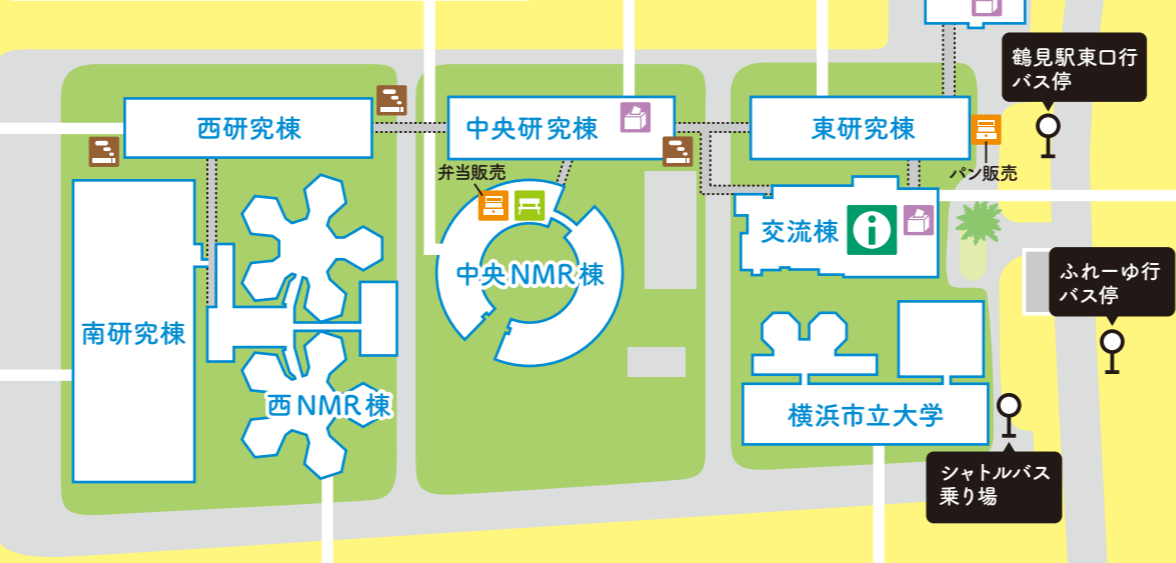 鶴見駅東口行
バス停
西研究棟
中央研究棟
東研究棟
弁当販売
パン販売
交流棟
i
中央NMR棟
ふれーゆ行
バス停
南研究棟
西NMR棟
横浜市立大学
シャトルバス
乗り場